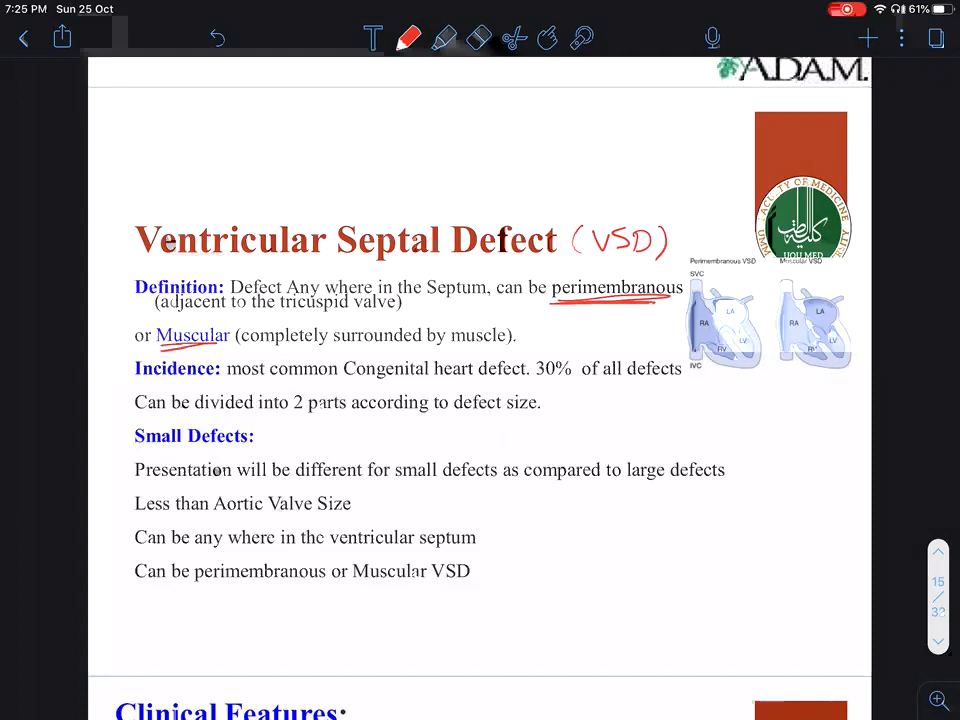 7:25 PM Sun 25 Oct
61%
A.D.A.M.
FACULTY OF MEDICINE
UQU MED
Ventricular Septal Defect (VSD)
Perimembranous VSD
Muscular VSD
SVC
Definition: Defect Any where in the Septum, can be perimembranous
(adjacent to the tricuspid valve)
LA
LA
RA
RA
or Muscular (completely surrounded by muscle).
LV
LV
RV
IVC
Incidence: most common Congenital heart defect. 30% of all defects
Can be divided into 2 parts according to defect size.
Small Defects:
Presentation will be different for small defects as compared to large defects
Less than Aortic Valve Size
Can be any where in the ventricular septum
Can be perimembranous or Muscular VSD
15
/
32
Clinical Features: